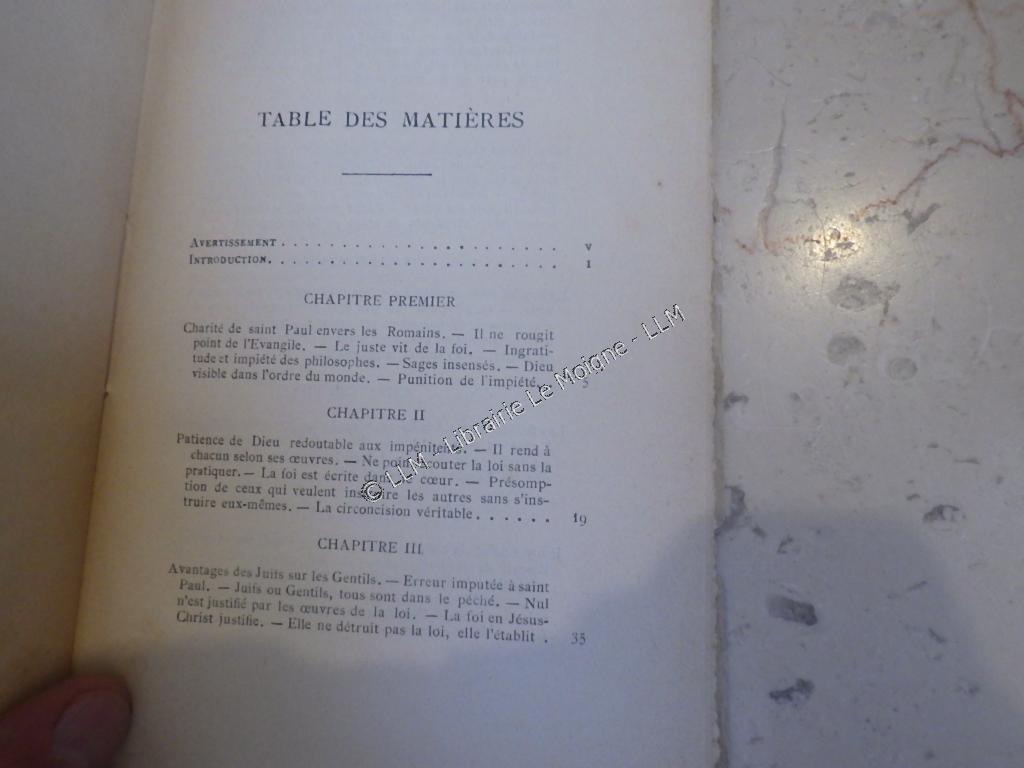 TABLE DES MATIÈRES
AVERTISSEMENT . . . . . . . . . . . . . . . . . . . . . . . V
INTRODUCTION. . . . . . . . . . . . . . . . . . . . . . . . 1
CHAPITRE PREMIER
Charité de saint Paul envers les Romains. — Il ne rougit
point de l'Evangile. — Le juste vit de la foi. — Ingrati-
tude et impiété des philosophes. — Sages insensés. — Dieu
visible dans l'ordre du monde. — Punition de l'impiété.
CHAPITRE II
Patience de Dieu redoutable aux impénitents. — Il rend à
chacun selon ses œuvres. — Ne point écouter la loi sans la
pratiquer. — La foi est écrite dans le cœur. — Présomp-
tion de ceux qui veulent instruire les autres sans s'ins-
truire eux-mêmes. — La circoncision véritable . . . . . . 19
CHAPITRE III
Avantages des Juifs sur les Gentils. — Erreur imputée à saint
Paul. — Juifs ou Gentils, tous sont dans le péché. — Nul
n'est justifié par les œuvres de la loi. — La foi en Jésus-
Christ justifie. — Elle ne détruit pas la loi, elle l'établit . 35
© LLM - Librairie Le Moigne - LLM